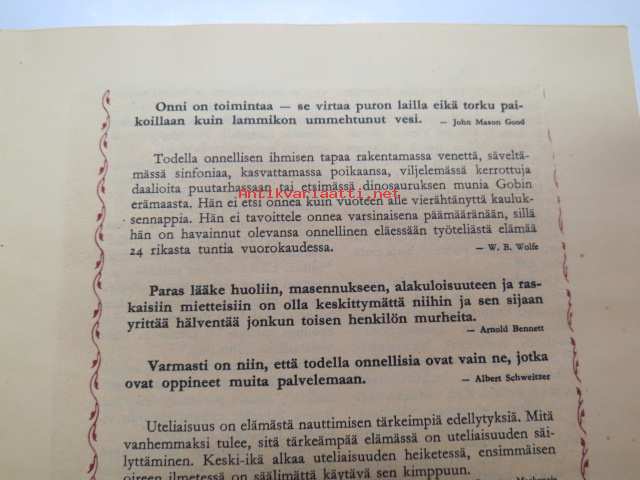 Onni on toimintaa — se virtaa puron lailla eikä torku pai-
koillaan kuin lammikon ummehtunut vesi. — John Mason Good
Todella onnellisen ihmisen tapaa rakentamassa venettä, säveltä-
mässä sinfoniaa, kasvattamassa poikaansa, viljelemässä kerrottuja
daalioita puutarhassaan tai etsimässä dinosauruksen munia Gobin
antikvariaatti.net
erämaasta. Hän ei etsi onnea kuin vuoteen alle vierähtänyttä kauluk-
sennappia. Hän ei tavoittele onnea varsinaisena päämääränään, sillä
hän on havainnut olevansa onnellinen eläessään työteliästä elämää
24 rikasta tuntia vuorokaudessa. — W. B. Wolfe
Paras lääke huoliin, masennukseen, alakuloisuuteen ja ras-
kaisiin mietteisiin on olla keskittymättä niihin ja sen sijaan
yrittää hälventää jonkun toisen henkilön murheita.
— Arnold Bennett
Varmasti on niin, että todella onnellisia ovat vain ne, jotka
ovat oppineet muita palvelemaan. — Albert Schweitzer
Uteliaisuus on elämästä nauttimisen tärkeimpiä edellytyksiä. Mitä
vanhemmaksi tulee, sitä tärkeämpää elämässä on uteliaisuuden säi-
lyttäminen. Keski-ikä alkaa uteliaisuuden heiketessä, ensimmäisen
oireen ilmetessä on säälimättä käytävä sen kimppuun.